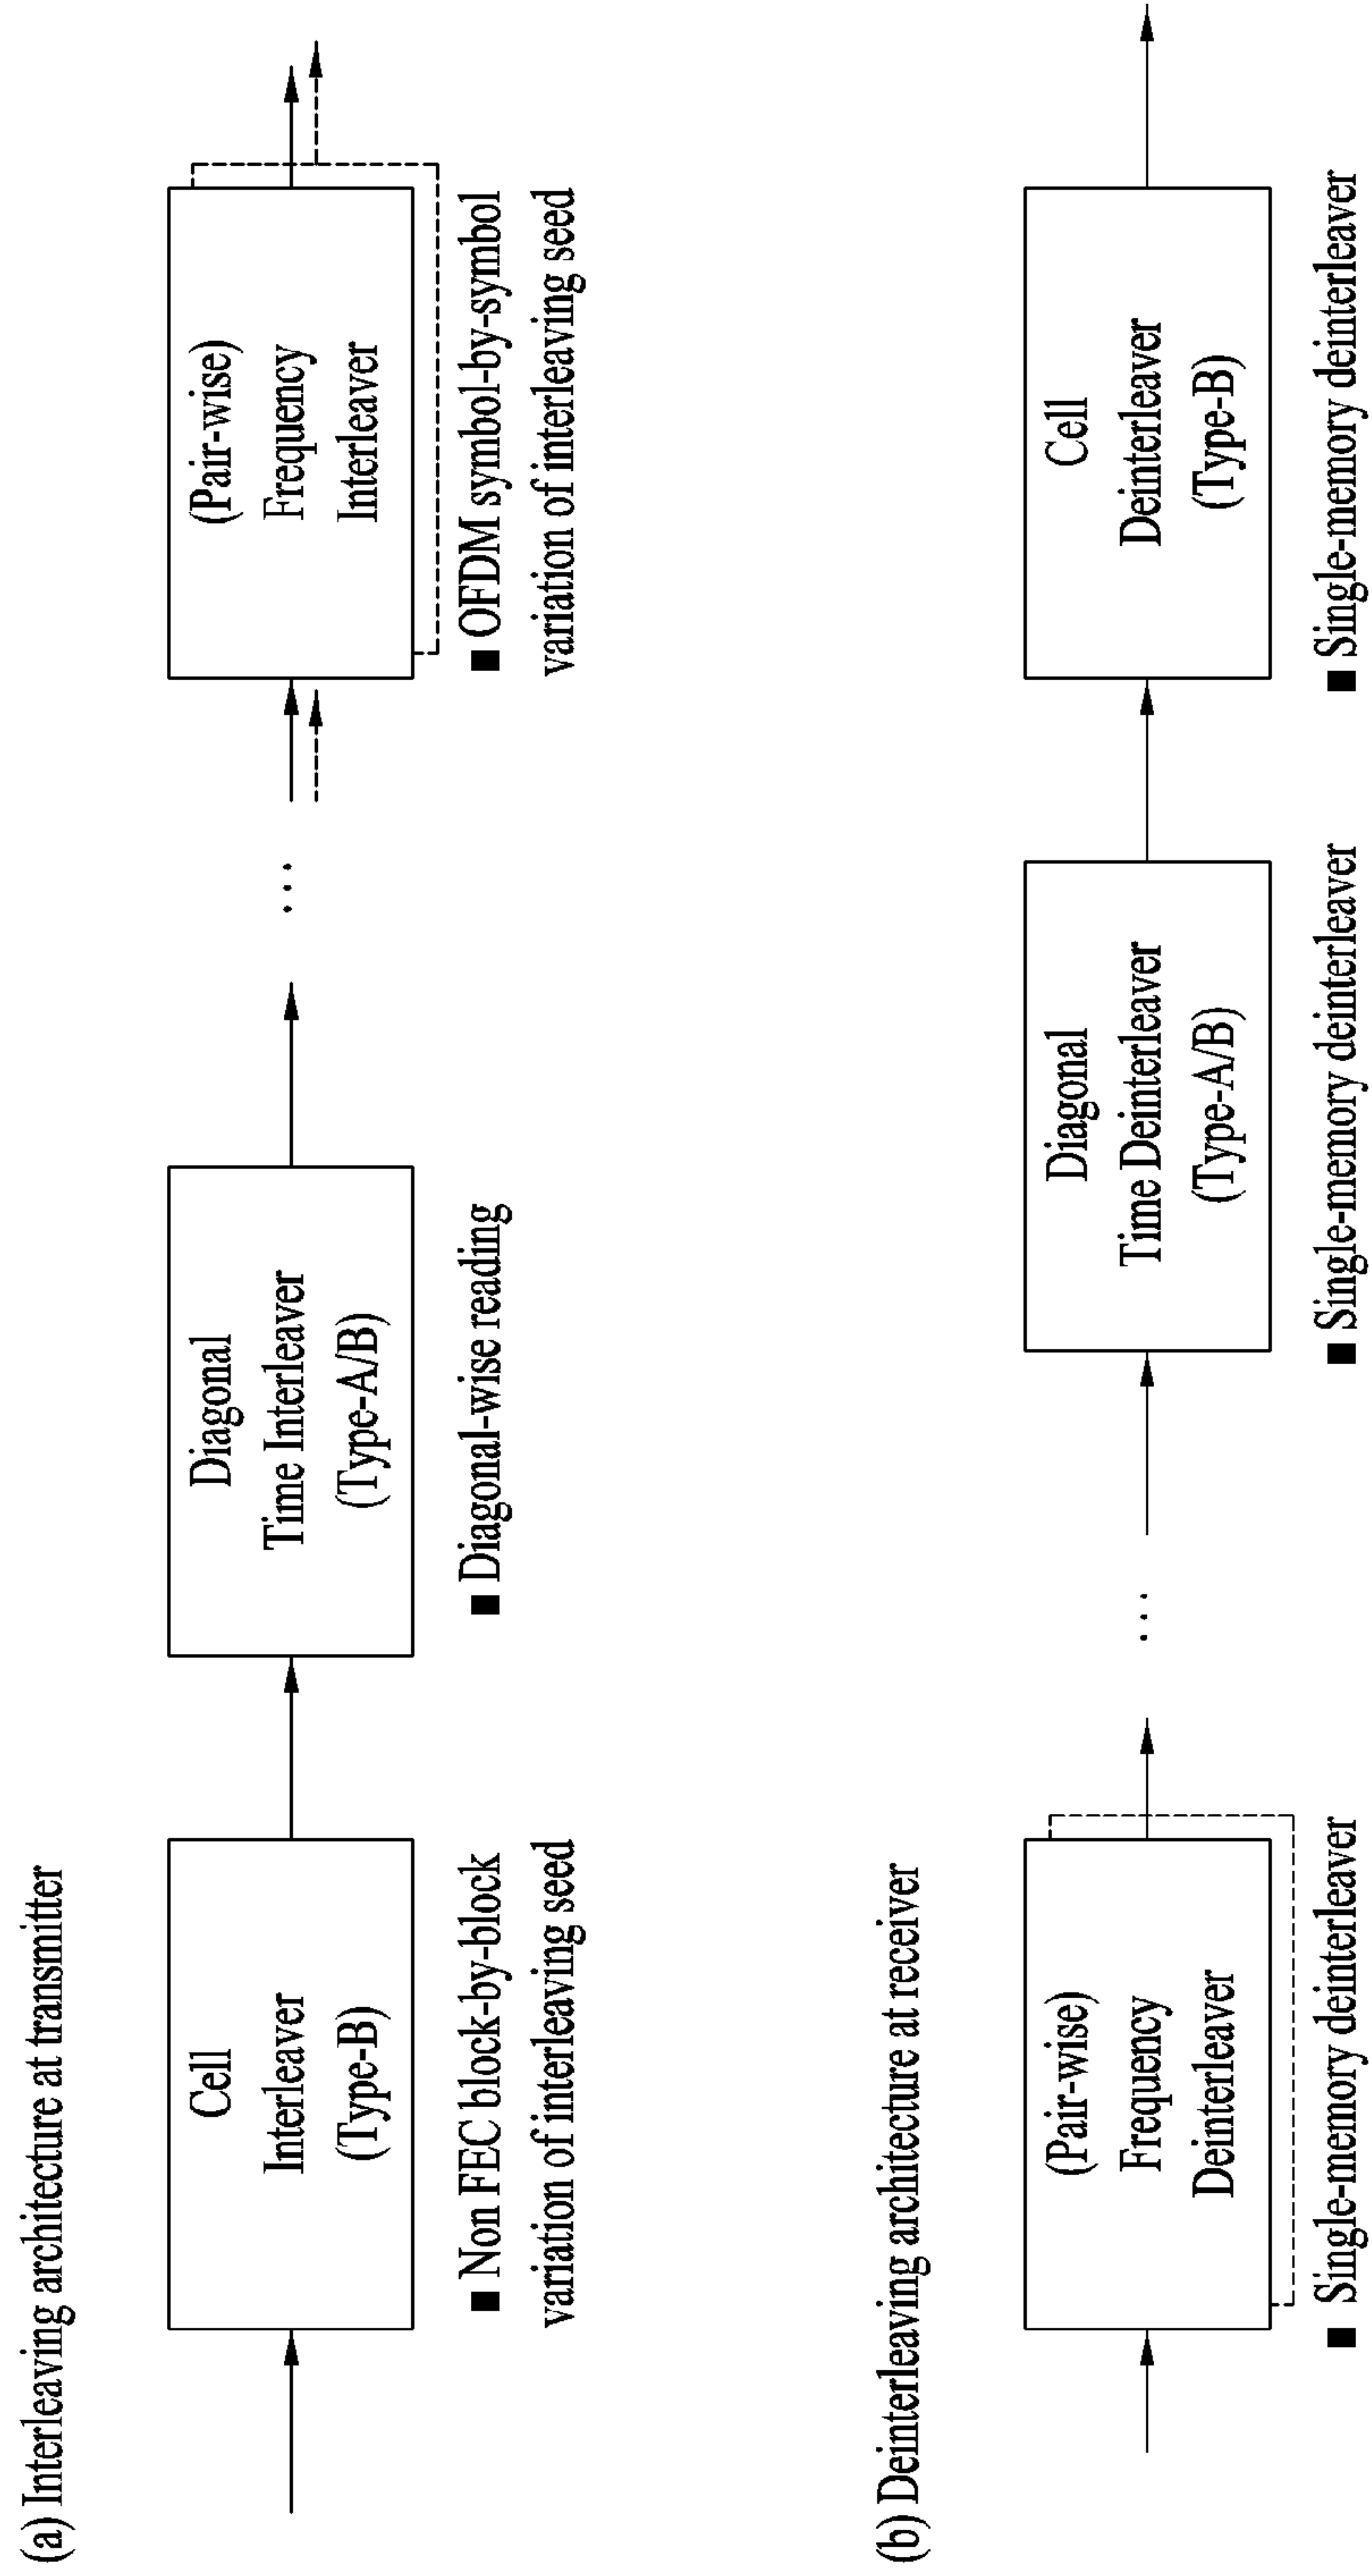 (a) Interleaving architecture at transmitter
Cell
Interleaver
(Type-B)
■ Non FEC block-by-block
variation of interleaving seed
Diagonal
Time Interleaver
(Type-A/B)
■ Diagonal-wise reading
...
(Pair-wise)
Frequency
Interleaver
■ OFDM symbol-by-symbol
variation of interleaving seed
(b) Deinterleaving architecture at receiver
(Pair-wise)
Frequency
Deinterleaver
■ Single-memory deinterleaver
...
Diagonal
Time Deinterleaver
(Type-A/B)
■ Single-memory deinterleaver
Cell
Deinterleaver
(Type-B)
■ Single-memory deinterleaver